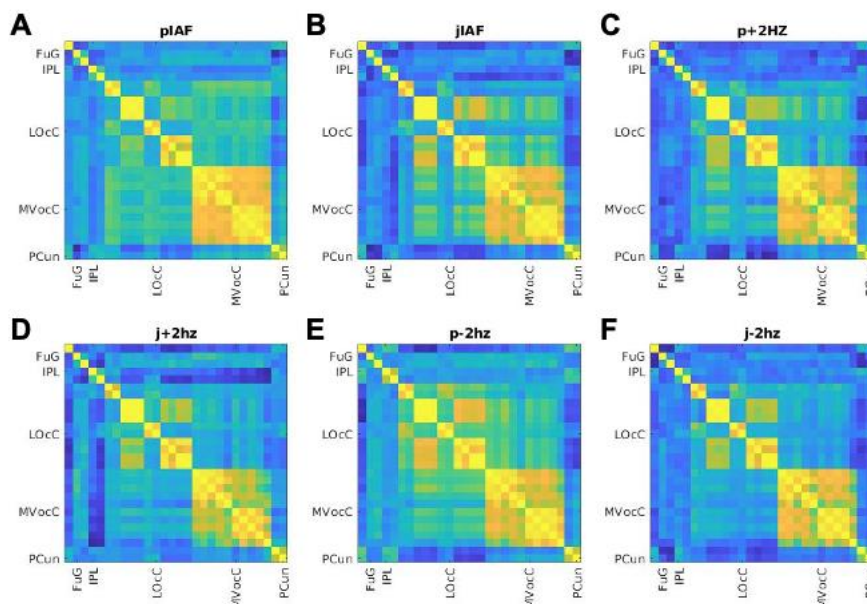 A
pIAF
FuG
IPL
LOcC
MVocC
PCun
FuG
IPL
LOcC
MVocC
PCun
B
jIAF
FuG
IPL
LOcC
MVocC
PCun
FuG
IPL
LOcC
MVocC
PCun
C
p+2HZ
FuG
IPL
LOcC
MVocC
PCun
FuG
IPL
LOcC
MVocC
D
j+2hz
FuG
IPL
LOcC
MVocC
PCun
FuG
IPL
LOcC
MVocC
PCun
E
p-2hz
FuG
IPL
LOcC
MVocC
PCun
FuG
IPL
LOcC
MVocC
PCun
F
j-2hz
FuG
IPL
LOcC
MVocC
PCun
FuG
IPL
LOcC
MVocC